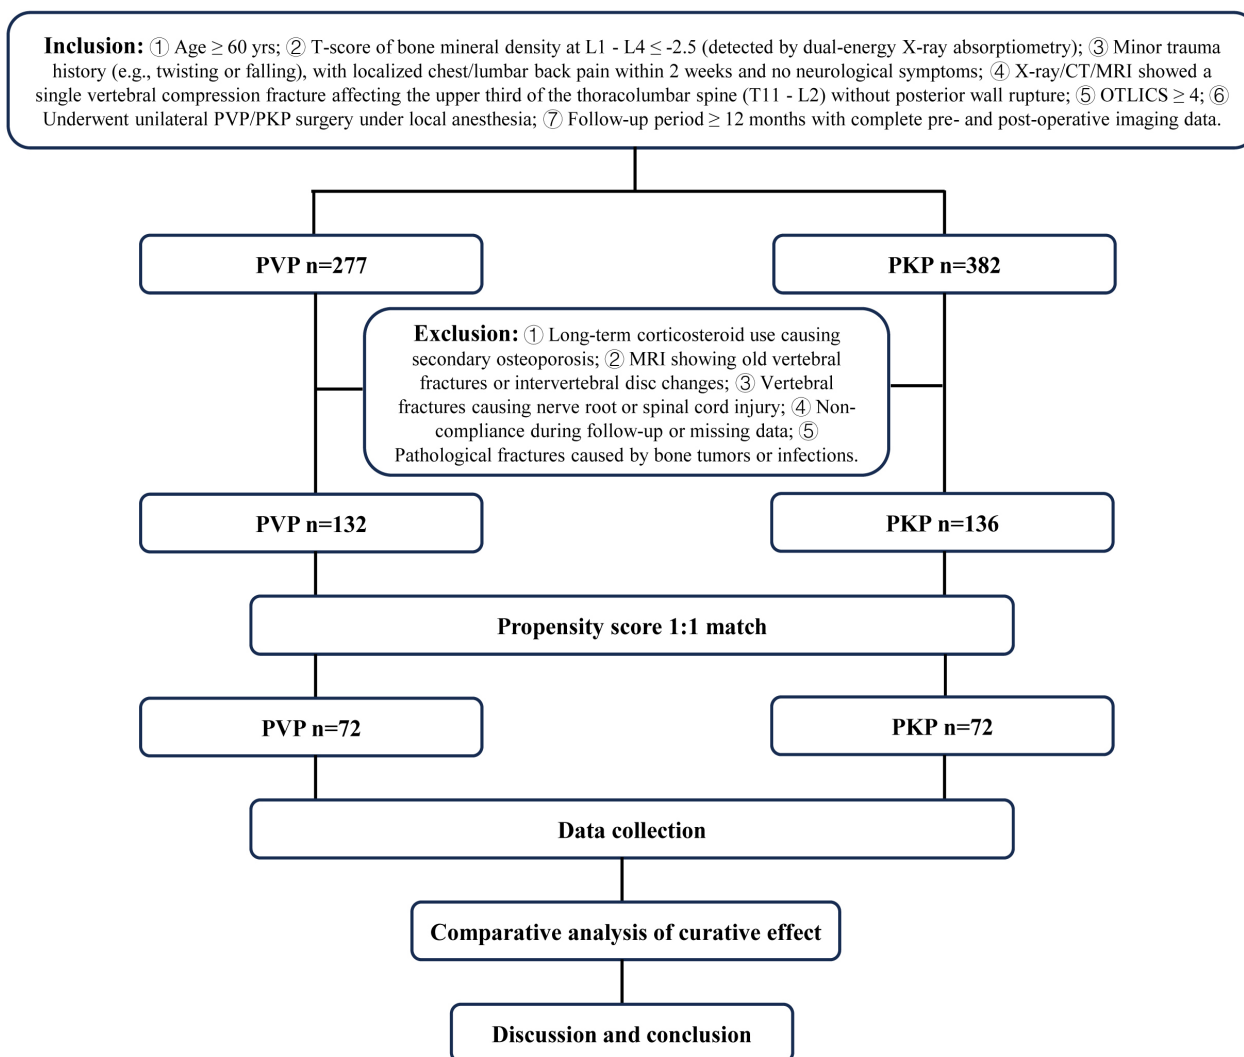 Inclusion: ① Age ≥ 60 yrs; ② T-score of bone mineral density at L1 - L4 ≤ -2.5 (detected by dual-energy X-ray absorptiometry); ③ Minor trauma
history (e.g., twisting or falling), with localized chest/lumbar back pain within 2 weeks and no neurological symptoms; ④ X-ray/CT/MRI showed a
single vertebral compression fracture affecting the upper third of the thoracolumbar spine (T11 - L2) without posterior wall rupture; ⑤ OTLICS ≥ 4; ⑥
Underwent unilateral PVP/PKP surgery under local anesthesia; ⑦ Follow-up period ≥ 12 months with complete pre- and post-operative imaging data.
PVP n=277
PKP n=382
Exclusion: ① Long-term corticosteroid use causing
secondary osteoporosis; ② MRI showing old vertebral
fractures or intervertebral disc changes; ③ Vertebral
fractures causing nerve root or spinal cord injury; ④ Non-
compliance during follow-up or missing data; ⑤
Pathological fractures caused by bone tumors or infections.
PVP n=132
PKP n=136
Propensity score 1:1 match
PVP n=72
PKP n=72
Data collection
Comparative analysis of curative effect
Discussion and conclusion